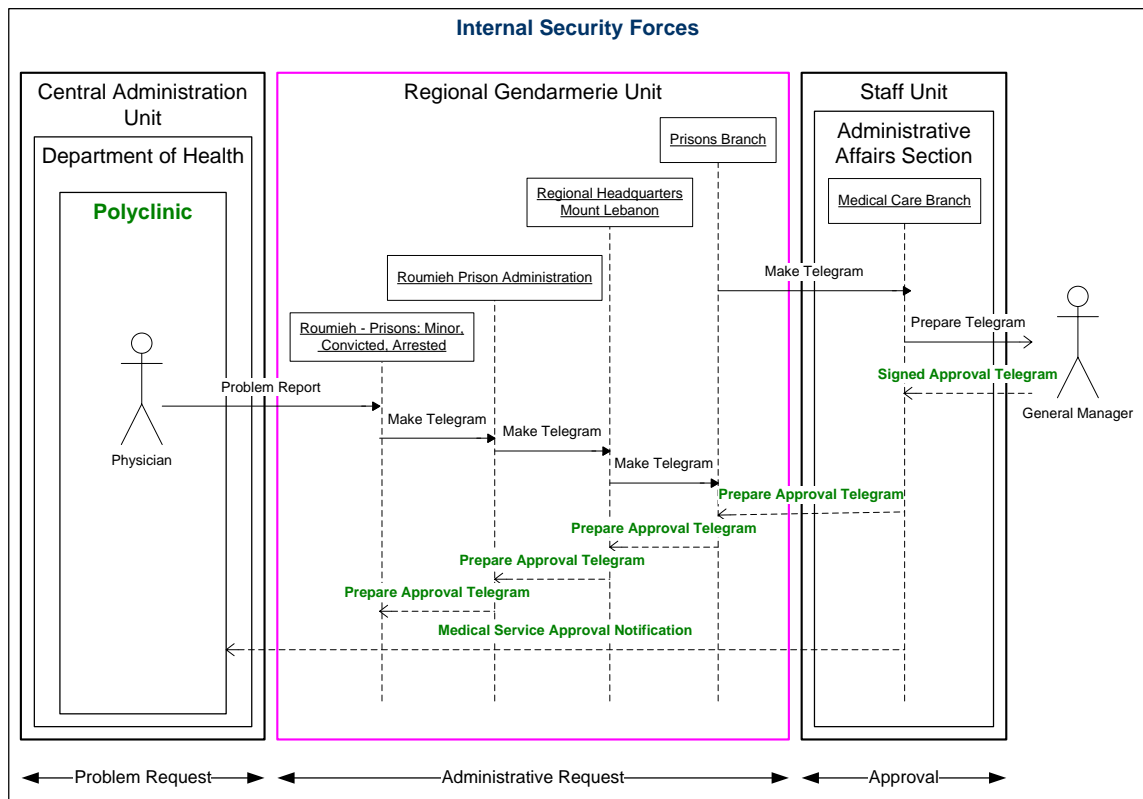 Internal Security Forces
Central Administration
Unit
Department of Health
Polyclinic
Physician
Regional Gendarmerie Unit
Prisons Branch
Regional Headquarters
Mount Lebanon
Roumieh Prison Administration
Roumieh - Prisons: Minor,
Convicted, Arrested
Staff Unit
Administrative
Affairs Section
Medical Care Branch
Make Telegram
Prepare Telegram
Signed Approval Telegram
General Manager
Problem Report
Make Telegram
Make Telegram
Make Telegram
Prepare Approval Telegram
Prepare Approval Telegram
Prepare Approval Telegram
Prepare Approval Telegram
Medical Service Approval Notification
Problem Request
Administrative Request
Approval